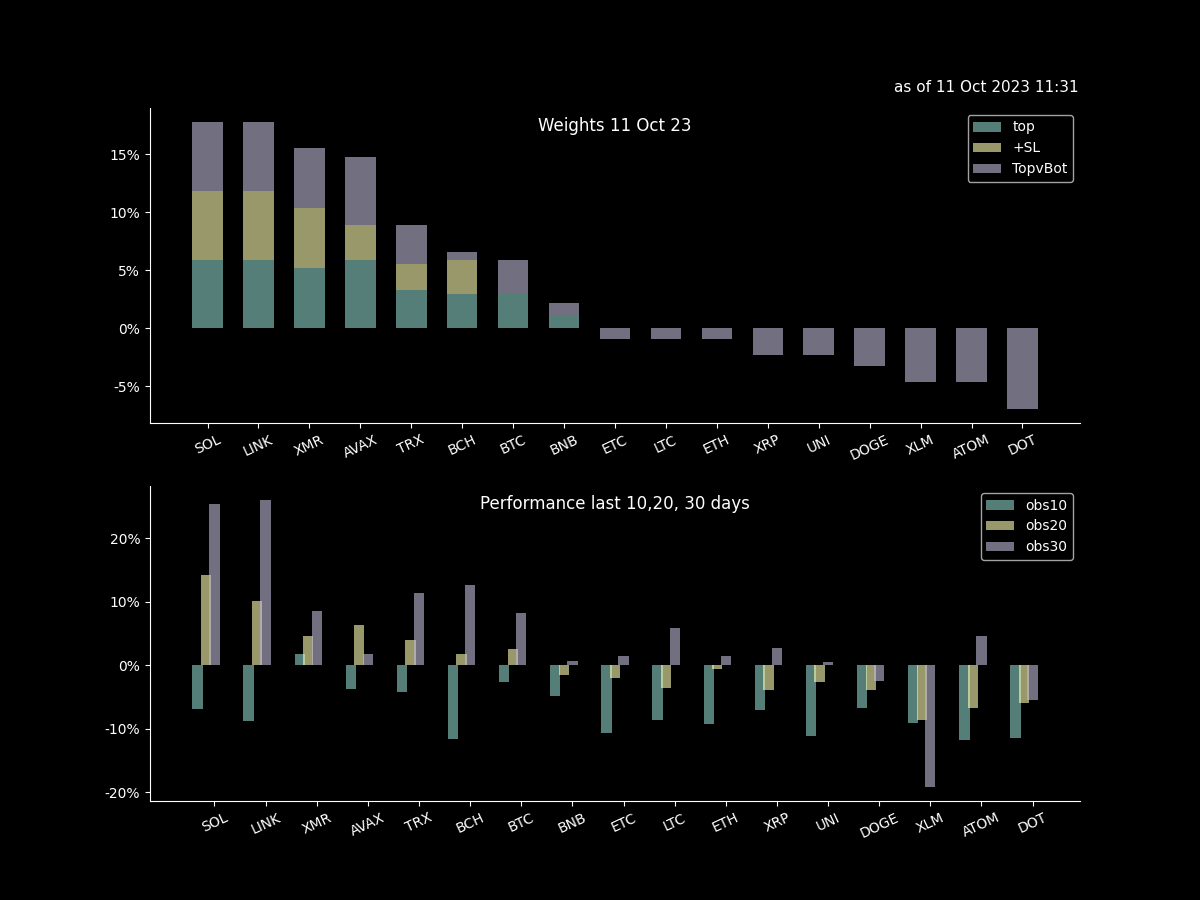 as of 11 Oct 2023 11:31
Weights 11 Oct 23
top
+SL
TopvBot
15%
10%
5%
0%
-5%
SOL LINK XMR AVAX TRX BCH BTC BNB ETC LTC ETH XRP UNI DOGE XLM ATOM DOT
Performance last 10,20, 30 days
obs10
obs20
obs30
20%
10%
0%
-10%
-20%
SOL LINK XMR AVAX TRX BCH BTC BNB ETC LTC ETH XRP UNI DOGE XLM ATOM DOT